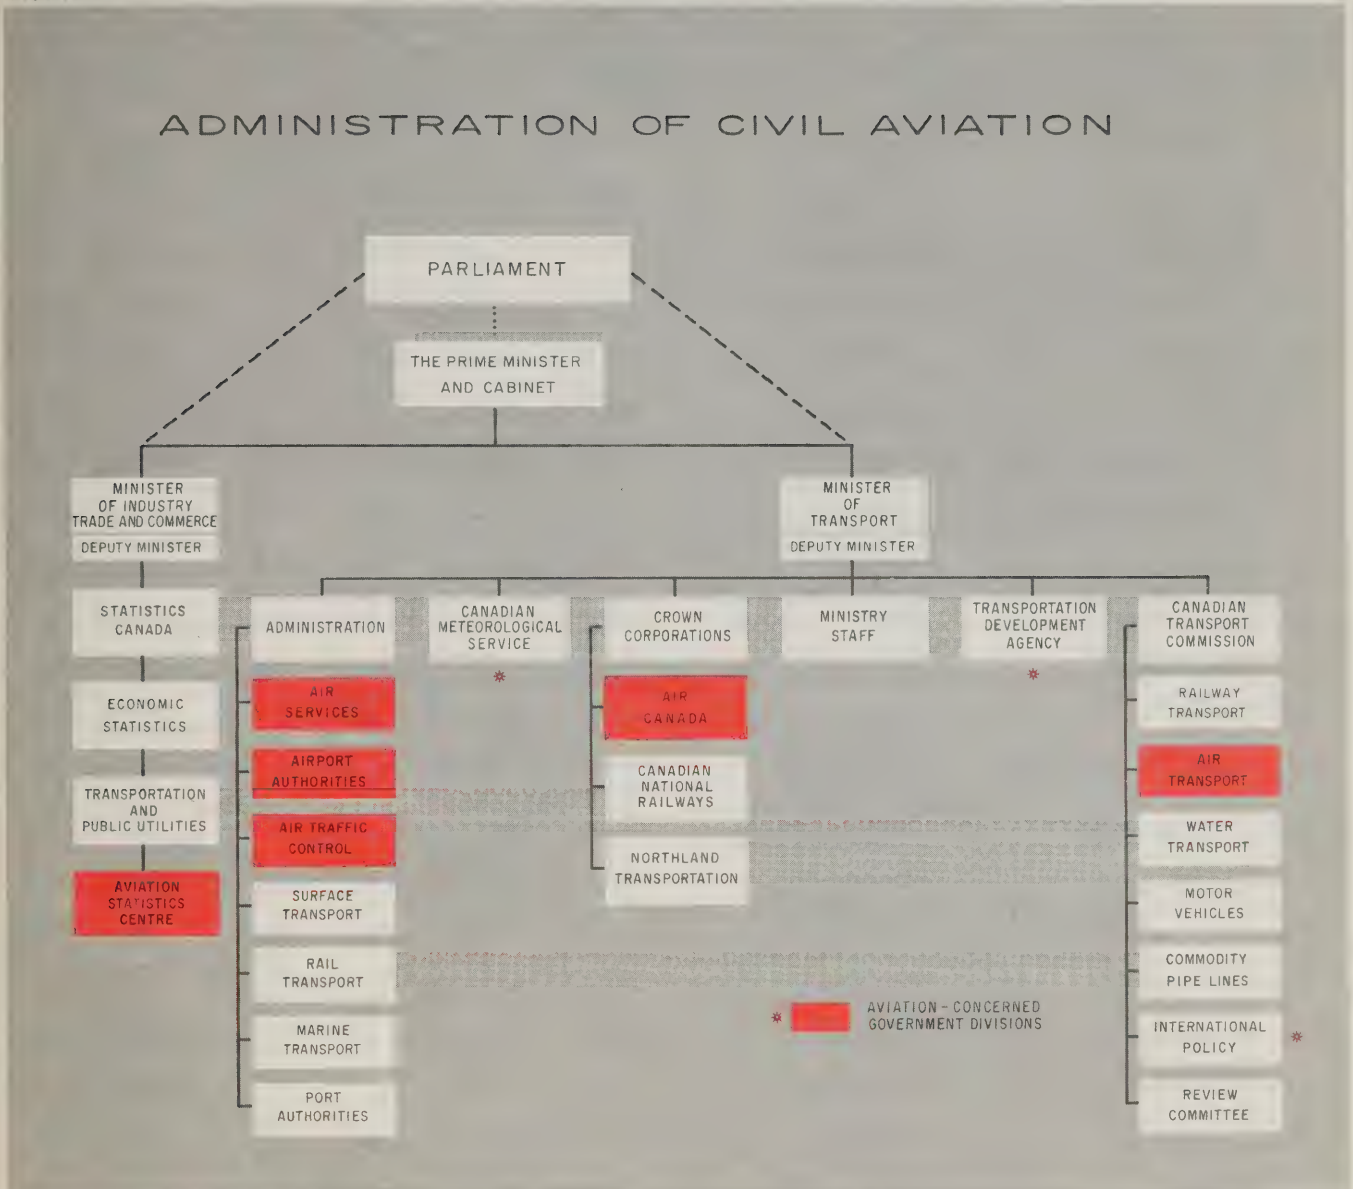 ADMINISTRATION OF CIVIL AVIATION
PARLIAMENT
THE PRIME MINISTER
AND CABINET
MINISTER
OF INDUSTRY
TRADE AND COMMERCE
DEPUTY MINISTER
MINISTER
OF
TRANSPORT
DEPUTY MINISTER
STATISTICS
CANADA
ECONOMIC
STATISTICS
TRANSPORTATION
AND
PUBLIC UTILITIES
AVIATION
STATISTICS
CENTRE
ADMINISTRATION
AIR
SERVICES
AIRPORT
AUTHORITIES
AIR TRAFFIC
CONTROL
SURFACE
TRANSPORT
RAIL
TRANSPORT
MARINE
TRANSPORT
PORT
AUTHORITIES
CANADIAN
METEOROLOGICAL
SERVICE
CROWN
CORPORATIONS
AIR
CANADA
CANADIAN
NATIONAL
RAILWAYS
NORTHLAND
TRANSPORTATION
MINISTRY
STAFF
TRANSPORTATION
DEVELOPMENT
AGENCY
CANADIAN
TRANSPORT
COMMISSION
RAILWAY
TRANSPORT
AIR
TRANSPORT
WATER
TRANSPORT
MOTOR
VEHICLES
COMMODITY
PIPE LINES
INTERNATIONAL
POLICY
REVIEW
COMMITTEE
AVIATION-CONCERNED
GOVERNMENT DIVISIONS